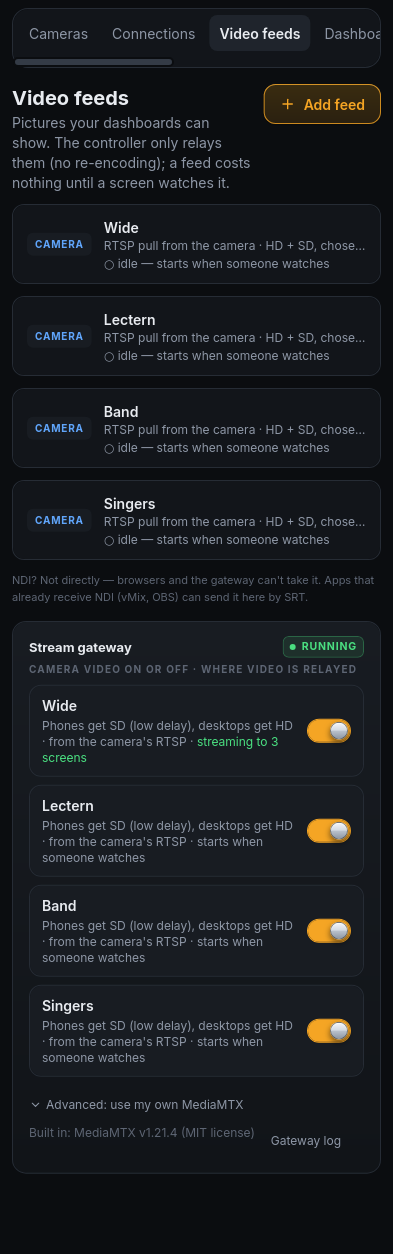 Cameras Connections Video feeds Dashboa
Video feeds
+ Add feed
Pictures your dashboards can
show. The controller only relays
them (no re-encoding); a feed costs
nothing until a screen watches it.
CAMERA
Wide
RTSP pull from the camera · HD + SD, chose…
○ idle — starts when someone watches
CAMERA
Lectern
RTSP pull from the camera · HD + SD, chose…
○ idle — starts when someone watches
CAMERA
Band
RTSP pull from the camera · HD + SD, chose…
○ idle — starts when someone watches
CAMERA
Singers
RTSP pull from the camera · HD + SD, chose…
○ idle — starts when someone watches
NDI? Not directly — browsers and the gateway can't take it. Apps that
already receive NDI (vMix, OBS) can send it here by SRT.
Stream gateway
● RUNNING
CAMERA VIDEO ON OR OFF · WHERE VIDEO IS RELAYED
Wide
Phones get SD (low delay), desktops get HD
· from the camera's RTSP · streaming to 3
screens
Lectern
Phones get SD (low delay), desktops get HD
· from the camera's RTSP · starts when
someone watches
Band
Phones get SD (low delay), desktops get HD
· from the camera's RTSP · starts when
someone watches
Singers
Phones get SD (low delay), desktops get HD
· from the camera's RTSP · starts when
someone watches
Advanced: use my own MediaMTX
Built in: MediaMTX v1.21.4 (MIT license)
Gateway log